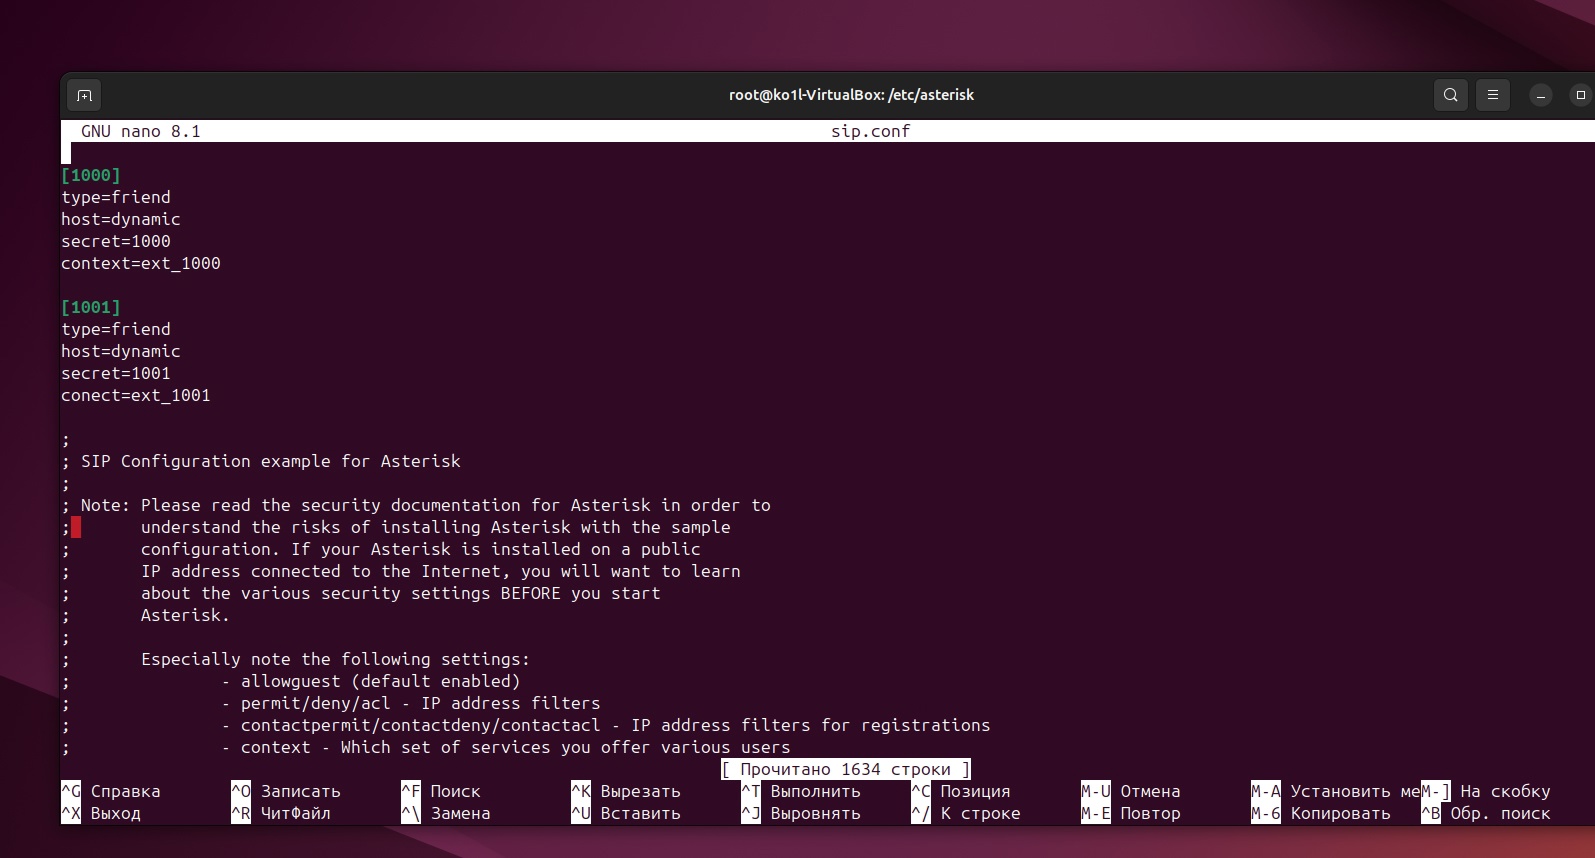 root@ko1l-VirtualBox: /etc/asterisk
GNU nano 8.1 sip.conf
[1000]
type=friend
host=dynamic
secret=1000
context=ext_1000
[1001]
type=friend
host=dynamic
secret=1001
conect=ext_1001
;
; SIP Configuration example for Asterisk
;
; Note: Please read the security documentation for Asterisk in order to
; understand the risks of installing Asterisk with the sample
; configuration. If your Asterisk is installed on a public
; IP address connected to the Internet, you will want to learn
; about the various security settings BEFORE you start
; Asterisk.
;
; Especially note the following settings:
; - allowguest (default enabled)
; - permit/deny/acl - IP address filters
; - contactpermit/contactdeny/contactacl - IP address filters for registrations
; - context - Which set of services you offer various users
[ Прочитано 1634 строки ]
^G Справка ^O Записать ^F Поиск ^K Вырезать ^T Выполнить ^C Позиция M-U Отмена M-A Установить меM-] На скобку
^X Выход ^R ЧитФайл ^\ Замена ^U Вставить ^J Выровнять ^/ К строке M-E Повтор M-6 Копировать ^B Обр. поиск